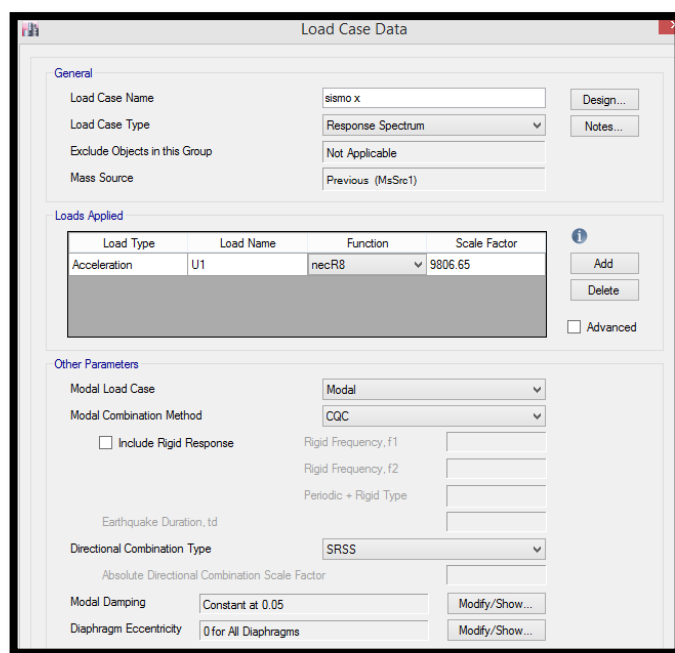 Load Case Data
General
Load Case Name sismo x Design...
Load Case Type Response Spectrum Notes...
Exclude Objects in this Group Not Applicable
Mass Source Previous (MsSrc1)
Loads Applied
Load Type Load Name Function Scale Factor
Acceleration U1 necR8 9806.65 Add
Delete
Advanced
Other Parameters
Modal Load Case Modal
Modal Combination Method CQC
Include Rigid Response Rigid Frequency, f1
Rigid Frequency, f2
Periodic + Rigid Type
Earthquake Duration, td
Directional Combination Type SRSS
Absolute Directional Combination Scale Factor
Modal Damping Constant at 0.05 Modify/Show...
Diaphragm Eccentricity 0 for All Diaphragms Modify/Show...